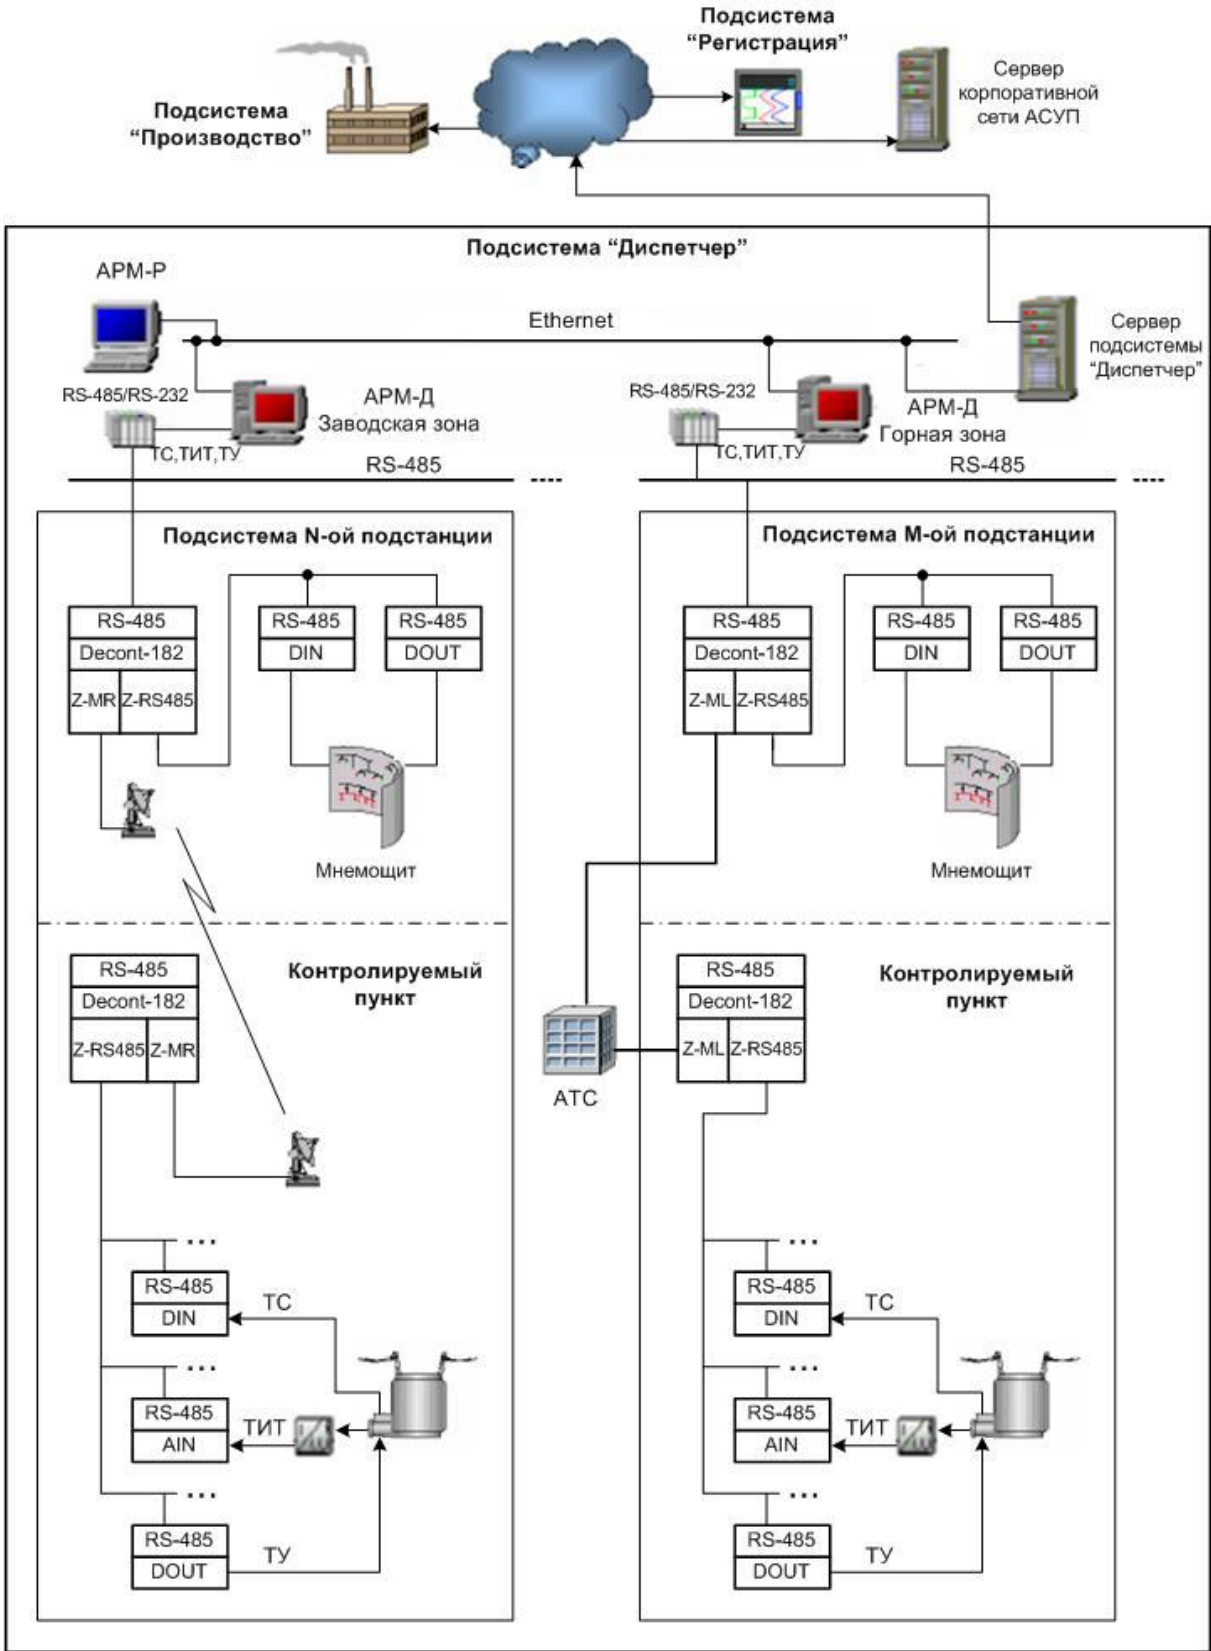 Подсистема
“Регистрация”
Сервер
корпоративной
сети АСУП
Подсистема
“Производство”
Подсистема “Диспетчер”
АРМ-Р
Ethernet
Сервер
подсистемы
“Диспетчер”
RS-485/RS-232
АРМ-Д
Заводская зона
ТС,ТИТ,ТУ
RS-485
RS-485/RS-232
АРМ-Д
Горная зона
ТС,ТИТ,ТУ
RS-485
Подсистема N-ой подстанции
RS-485
Decont-182
Z-MR
Z-RS485
RS-485
DIN
RS-485
DOUT
Мнемощит
Контролируемый
пункт
RS-485
Decont-182
Z-RS485
Z-MR
...
RS-485
DIN
ТС
...
RS-485
AIN
ТИТ
...
RS-485
DOUT
ТУ
Подсистема М-ой подстанции
RS-485
Decont-182
Z-ML
Z-RS485
RS-485
DIN
RS-485
DOUT
Мнемощит
АТС
Контролируемый
пункт
RS-485
Decont-182
Z-ML
Z-RS485
...
RS-485
DIN
ТС
...
RS-485
AIN
ТИТ
...
RS-485
DOUT
ТУ